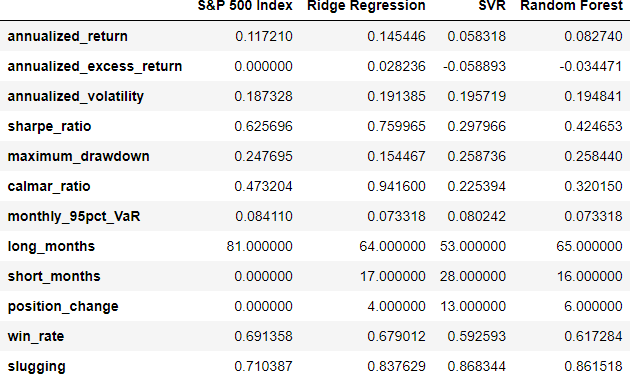 S&P 500 Index Ridge Regression SVR Random Forest
annualized_return 0.117210 0.145446 0.058318 0.082740
annualized_excess_return 0.000000 0.028236 -0.058893 -0.034471
annualized_volatility 0.187328 0.191385 0.195719 0.194841
sharpe_ratio 0.625696 0.759965 0.297966 0.424653
maximum_drawdown 0.247695 0.154467 0.258736 0.258440
calmar_ratio 0.473204 0.941600 0.225394 0.320150
monthly_95pct_VaR 0.084110 0.073318 0.080242 0.073318
long_months 81.000000 64.000000 53.000000 65.000000
short_months 0.000000 17.000000 28.000000 16.000000
position_change 0.000000 4.000000 13.000000 6.000000
win_rate 0.691358 0.679012 0.592593 0.617284
slugging 0.710387 0.837629 0.868344 0.861518